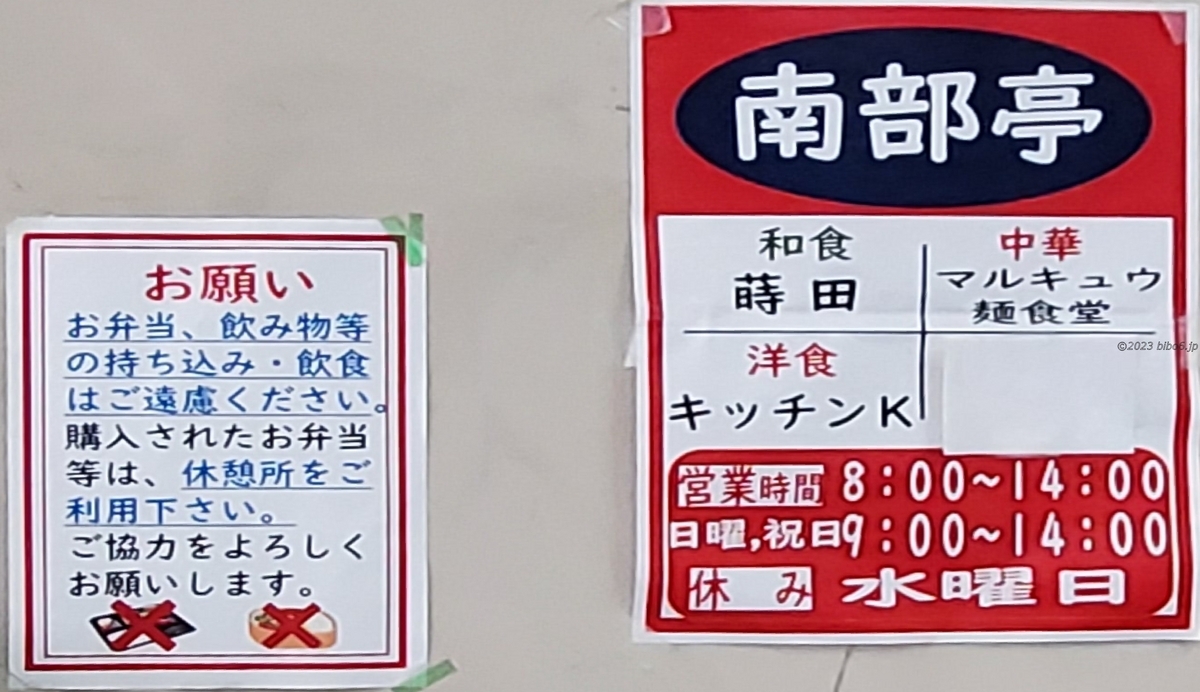 お願い
お弁当、飲み物等
の持ち込み・飲食
はご遠慮ください。
購入されたお弁当
等は、休憩所をご
利用下さい。
ご協力をよろしく
お願いします。
南部亭
和食
蒔田
中華
マルキュウ
麺食堂
洋食
キッチンK
営業時間 8:00~14:00
日曜,祝日9:00~14:00
休み 水曜日
©2023 bibo6.jp